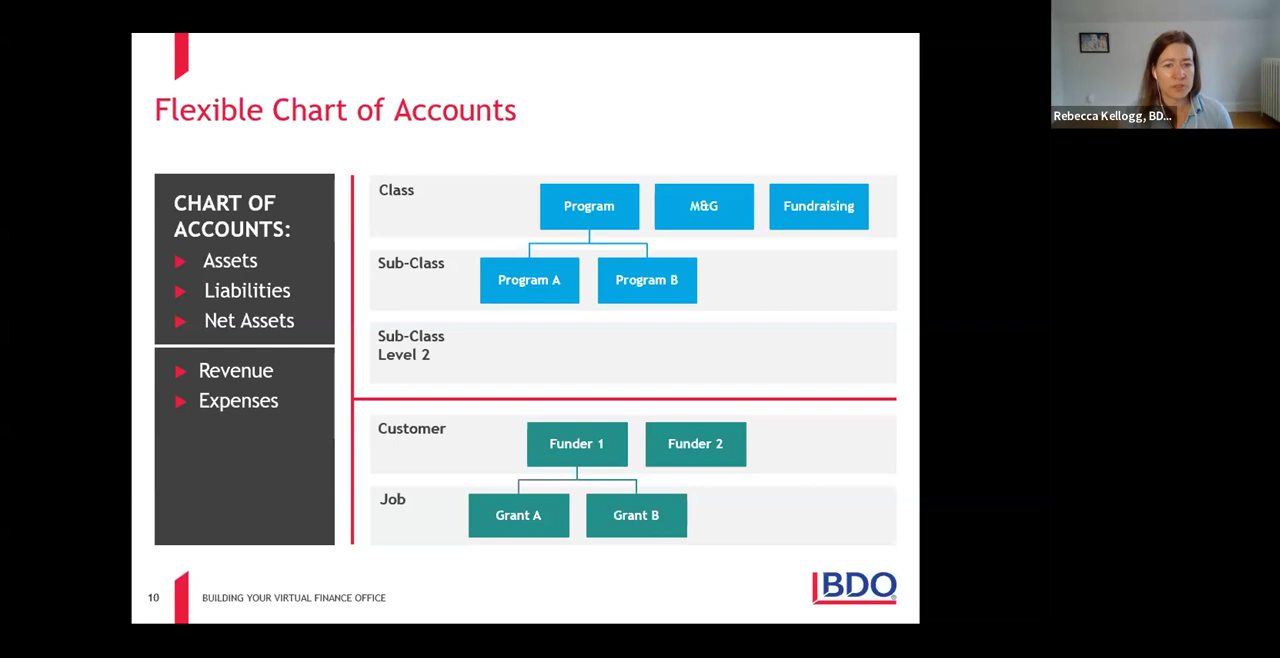 Flexible Chart of Accounts
CHART OF
ACCOUNTS:
Assets
Liabilities
Net Assets
Revenue
Expenses
Class
Program
M&G
Fundraising
Sub-Class
Program A
Program B
Sub-Class
Level 2
Customer
Funder 1
Funder 2
Job
Grant A
Grant B
10
BUILDING YOUR VIRTUAL FINANCE OFFICE
BDO
Rebecca Kellogg, BD...